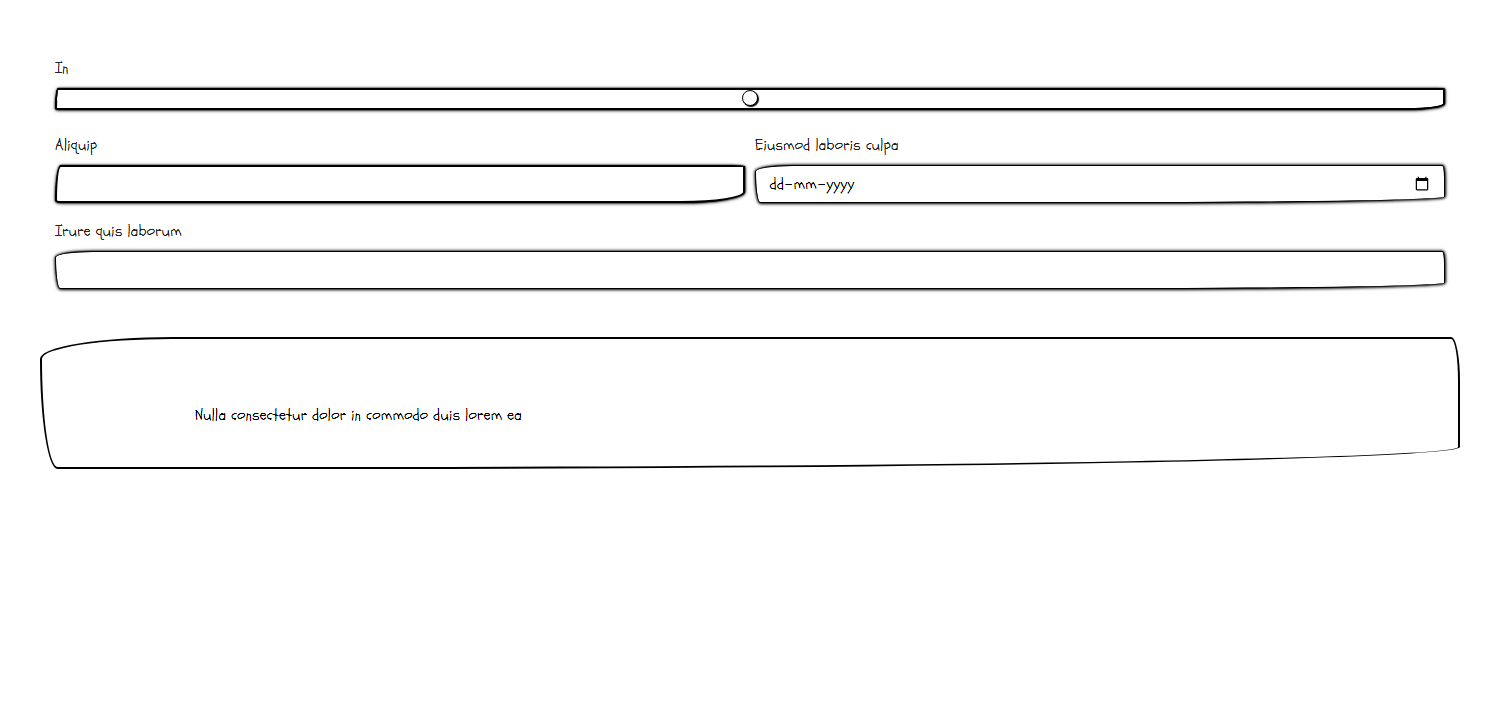 In
Aliquip
Eiusmod laboris culpa
dd-mm-yyyy
Irure quis laborum
Nulla consectetur dolor in commodo duis lorem ea